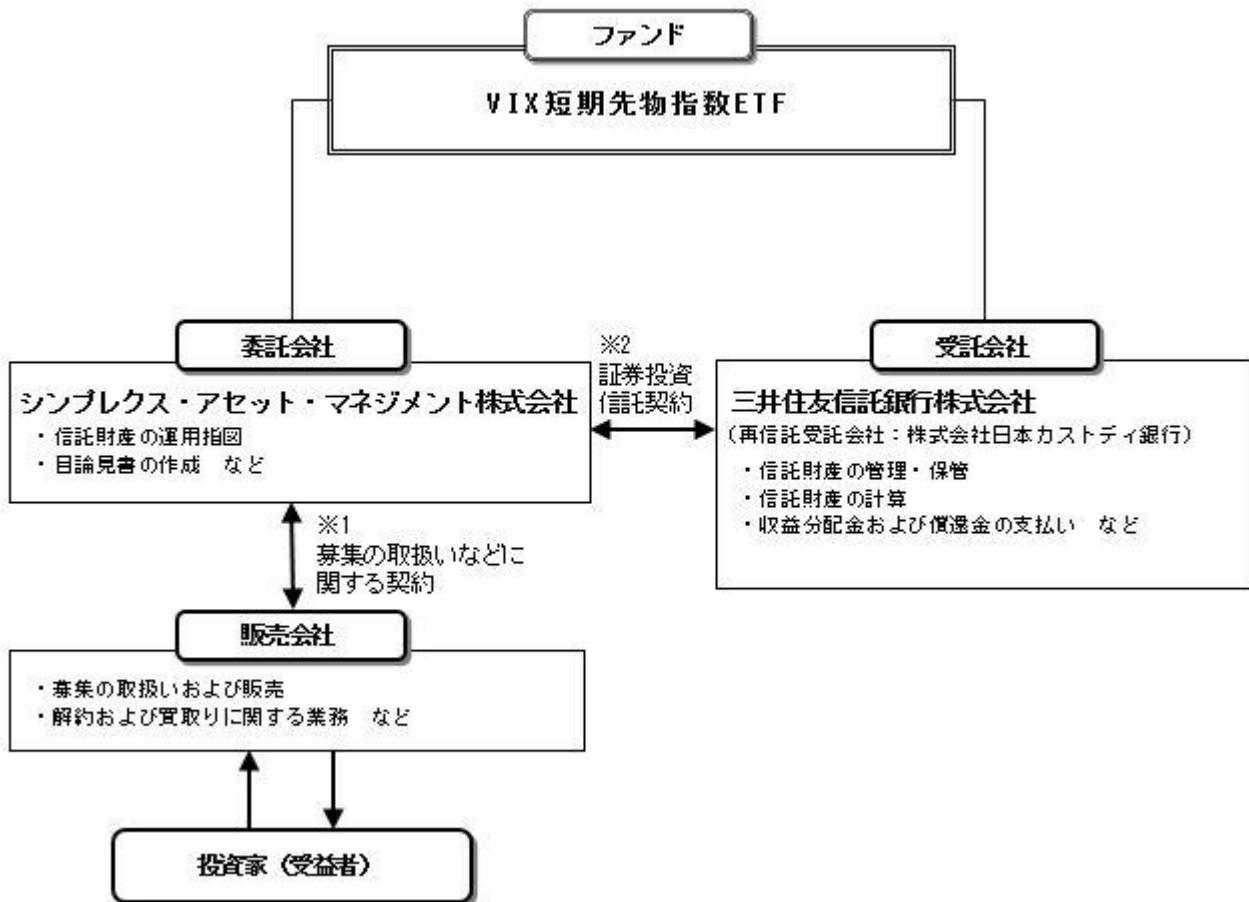 ファンド
VIX短期先物指数ETF
委託会社
シンプレクス・アセット・マネジメント株式会社
・信託財産の運用指図
・目論見書の作成　など
※2
証券投資
信託契約
受託会社
三井住友信託銀行株式会社
（再信託受託会社：株式会社日本カストディ銀行）
・信託財産の管理・保管
・信託財産の計算
・収益分配金および償還金の支払い　など
※1
募集の取扱いなどに
関する契約
販売会社
・募集の取扱いおよび販売
・解約および買取りに関する業務　など
投資家（受益者）